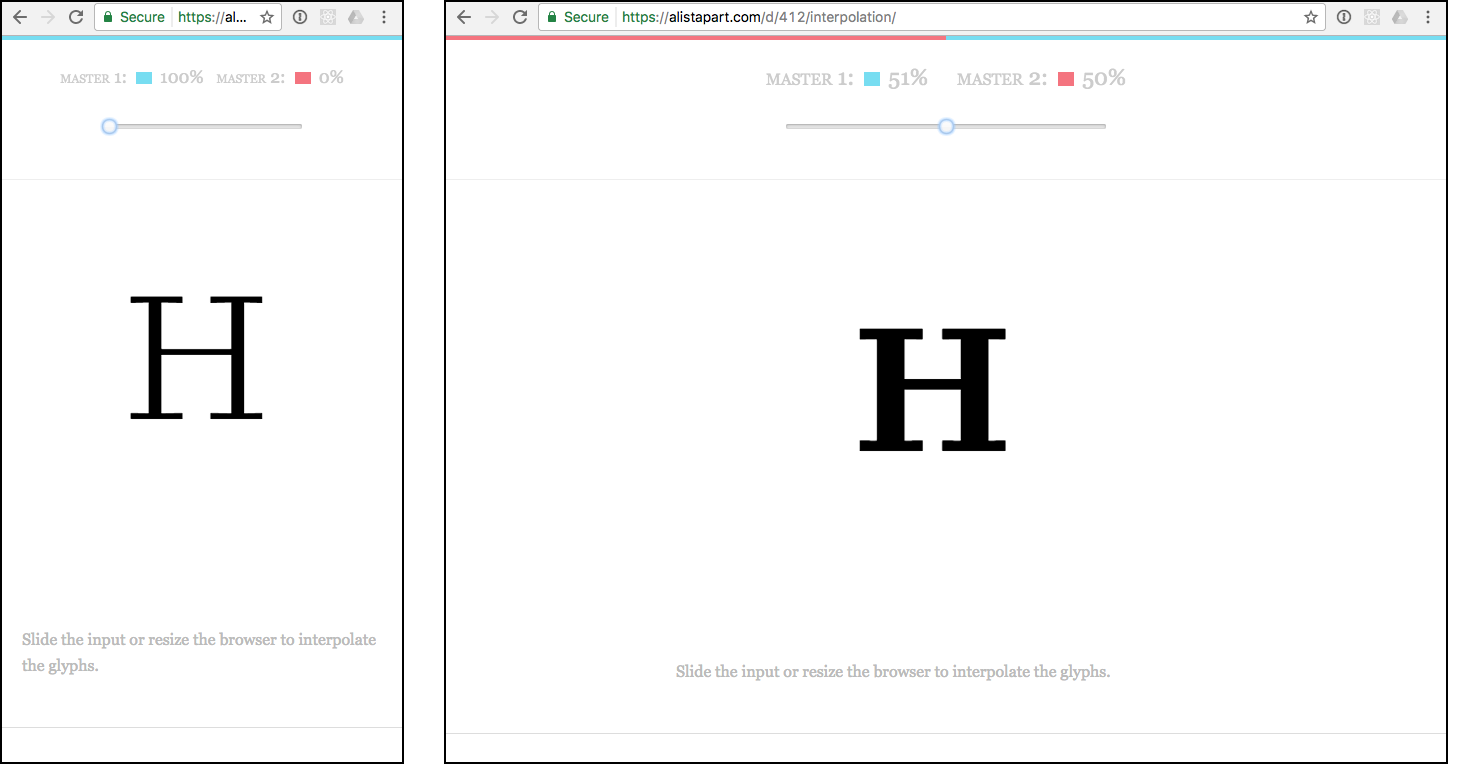 Secure https://al...
MASTER 1: 100% MASTER 2: 0%
H
Slide the input or resize the browser to interpolate
the glyphs.
Secure https://alistapart.com/d/412/interpolation/
MASTER 1: 51% MASTER 2: 50%
H
Slide the input or resize the browser to interpolate the glyphs.